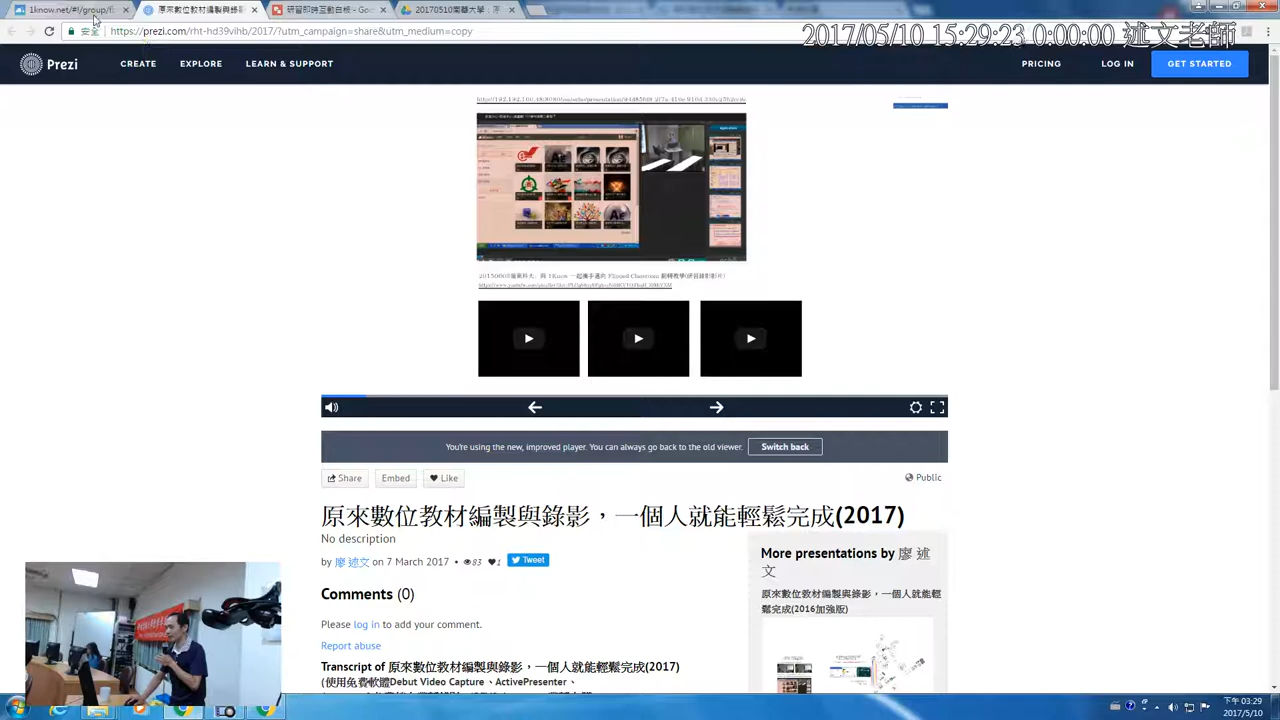 1know.net/#/group/f
原來數位教材編製與錄影
研習即時互動白板 - Goo
20170510南華大學 : 原
2017/05/10 15:29:23 0:00:00 述文老師
安全
https://prezi.com/rht-hd39vihb/2017/?utm_campaign=share&utm_medium=copy
Prezi
CREATE
EXPLORE
LEARN & SUPPORT
PRICING
LOG IN
GET STARTED
You're using the new, improved player. You can always go back to the old viewer.
Switch back
Share
Embed
Like
Public
原來數位教材編製與錄影，一個人就能輕鬆完成(2017)
No description
by 廖 述文 on 7 March 2017 • 83 1
Tweet
More presentations by 廖 述
文
原來數位教材編製與錄影，一個人就能輕
鬆完成(2016加強版)
Comments (0)
Please log in to add your comment.
Report abuse
Transcript of 原來數位教材編製與錄影，一個人就能輕鬆完成(2017)
(使用免費軟體Debut Video Capture、ActivePresenter、
下午 03:29
2017/5/10